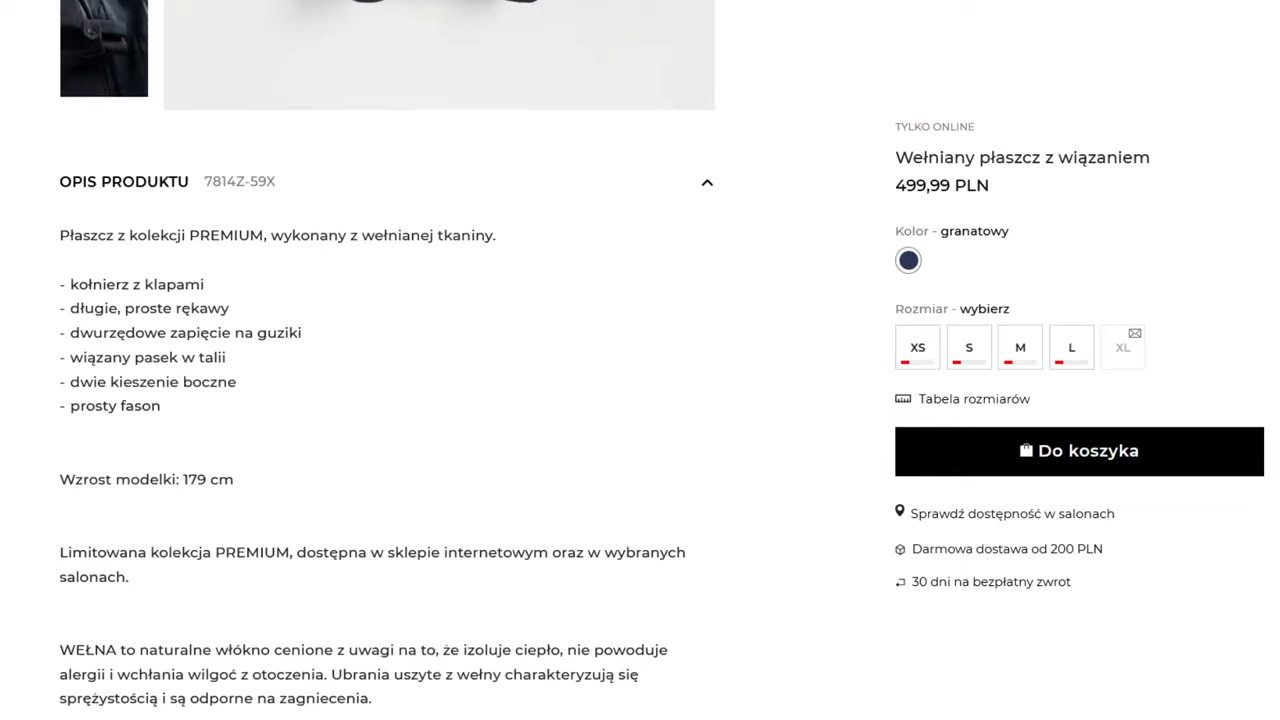 OPIS PRODUKTU 7814Z-59X
Płaszcz z kolekcji PREMIUM, wykonany z wełnianej tkaniny.
- kołnierz z klapami
- długie, proste rękawy
- dwurzędowe zapięcie na guziki
- wiązany pasek w talii
- dwie kieszenie boczne
- prosty fason
Wzrost modelki: 179 cm
Limitowana kolekcja PREMIUM, dostępna w sklepie internetowym oraz w wybranych
salonach.
WEŁNA to naturalne włókno cenione z uwagi na to, że izoluje ciepło, nie powoduje
alergii i wchłania wilgoć z otoczenia. Ubrania uszyte z wełny charakteryzują się
sprężystością i są odporne na zagniecenia.
TYLKO ONLINE
Wełniany płaszcz z wiązaniem
499,99 PLN
Kolor - granatowy
Rozmiar - wybierz
XS S M L XL
Tabela rozmiarów
Do koszyka
Sprawdź dostępność w salonach
Darmowa dostawa od 200 PLN
30 dni na bezpłatny zwrot